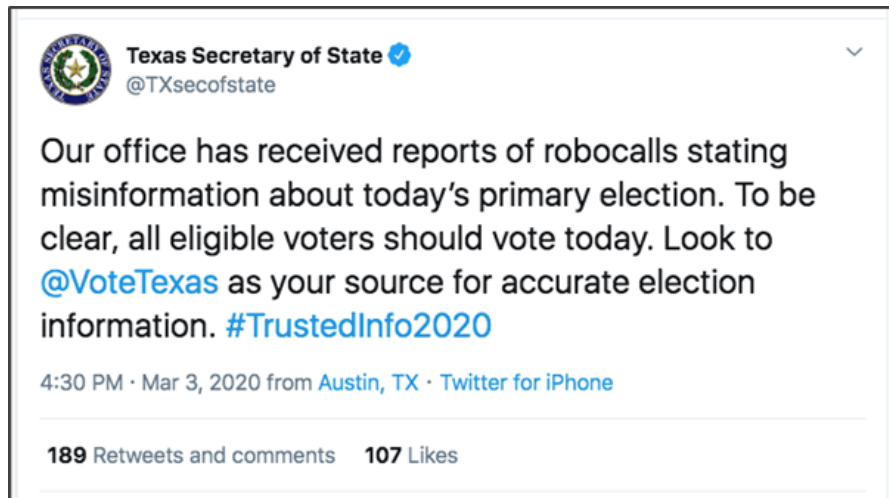 Texas Secretary of State
@TXsecofstate
Our office has received reports of robocalls stating
misinformation about today's primary election. To be
clear, all eligible voters should vote today. Look to
@VoteTexas as your source for accurate election
information. #TrustedInfo2020
4:30 PM · Mar 3, 2020 from Austin, TX · Twitter for iPhone
189 Retweets and comments 107 Likes